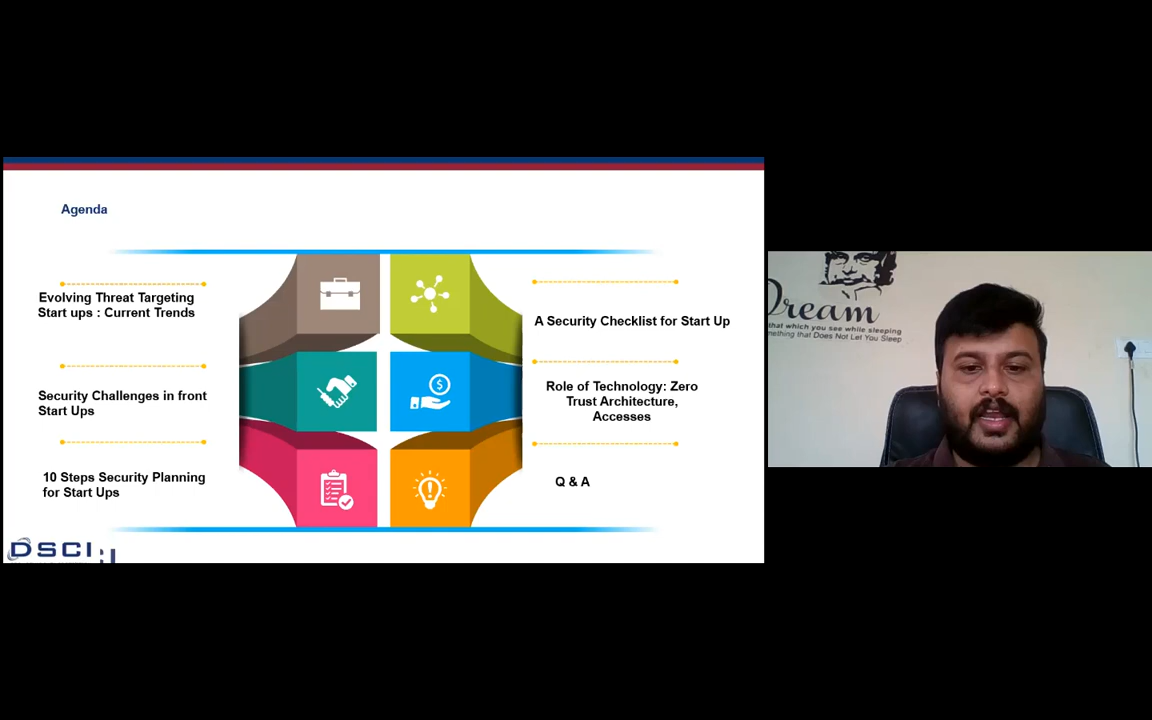 Agenda
Evolving Threat Targeting
Start ups : Current Trends
Security Challenges in front
Start Ups
10 Steps Security Planning
for Start Ups
A Security Checklist for Start Up
Role of Technology: Zero
Trust Architecture,
Accesses
Q & A
DSCI
Dream
that which you see while sleeping
something that Does Not Let You Sleep